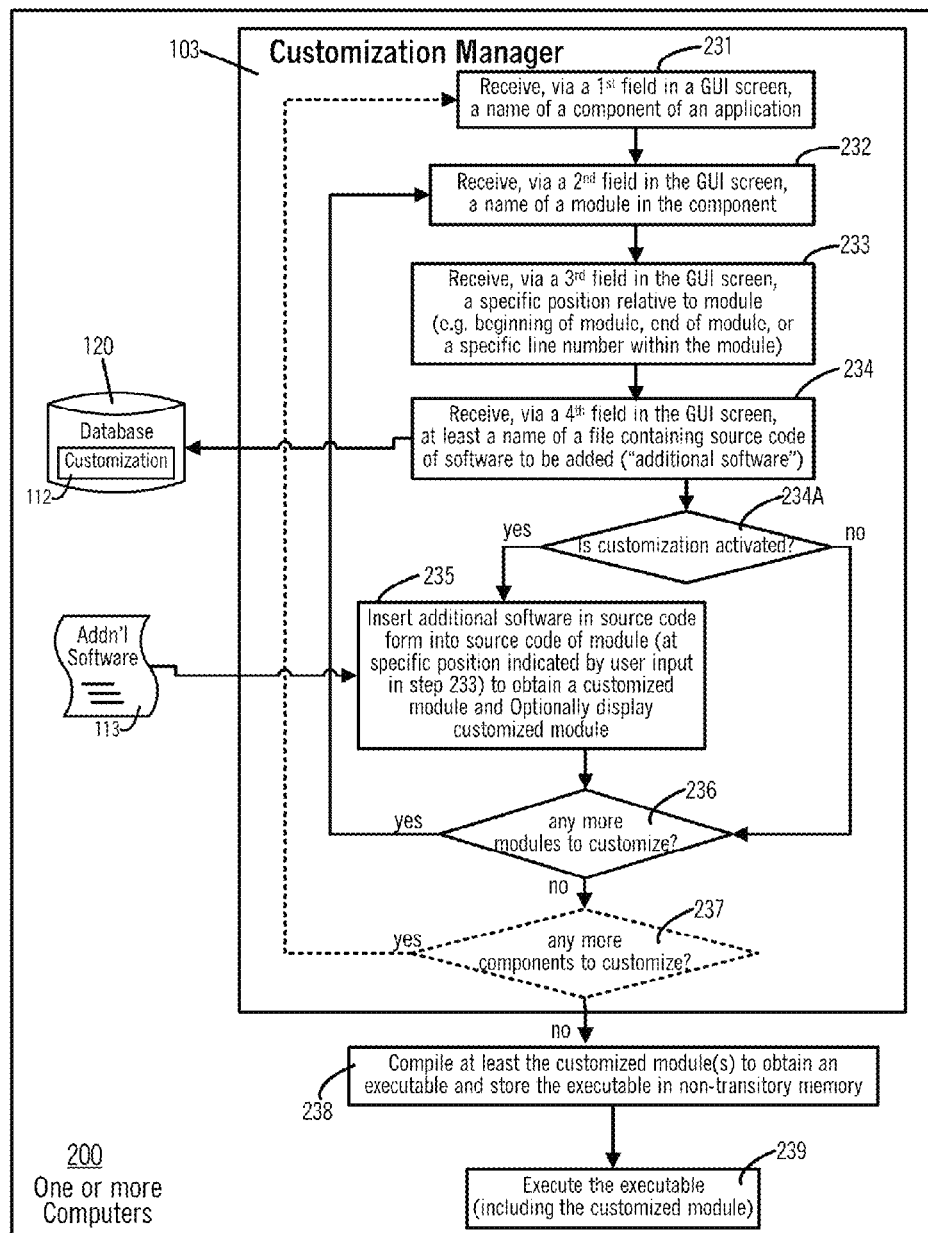 103
Customization Manager
231
Receive, via a 1st field in a GUI screen,
a name of a component of an application
232
Receive, via a 2nd field in the GUI screen,
a name of a module in the component
233
Receive, via a 3rd field in the GUI screen,
a specific position relative to module
(e.g. beginning of module, end of module, or
a specific line number within the module)
120
Database
Customization
112
234
Receive, via a 4th field in the GUI screen,
at least a name of a file containing source code
of software to be added ("additional software")
234A
yes
Is customization activated?
no
235
Addn'l
Software
113
Insert additional software in source code
form into source code of module (at
specific position indicated by user input
in step 233) to obtain a customized
module and Optionally display
customized module
236
yes
any more
modules to customize?
no
237
yes
any more
components to customize?
no
Compile at least the customized module(s) to obtain an
executable and store the executable in non-transitory memory
238
239
Execute the executable
(including the customized module)
200
One or more
Computers